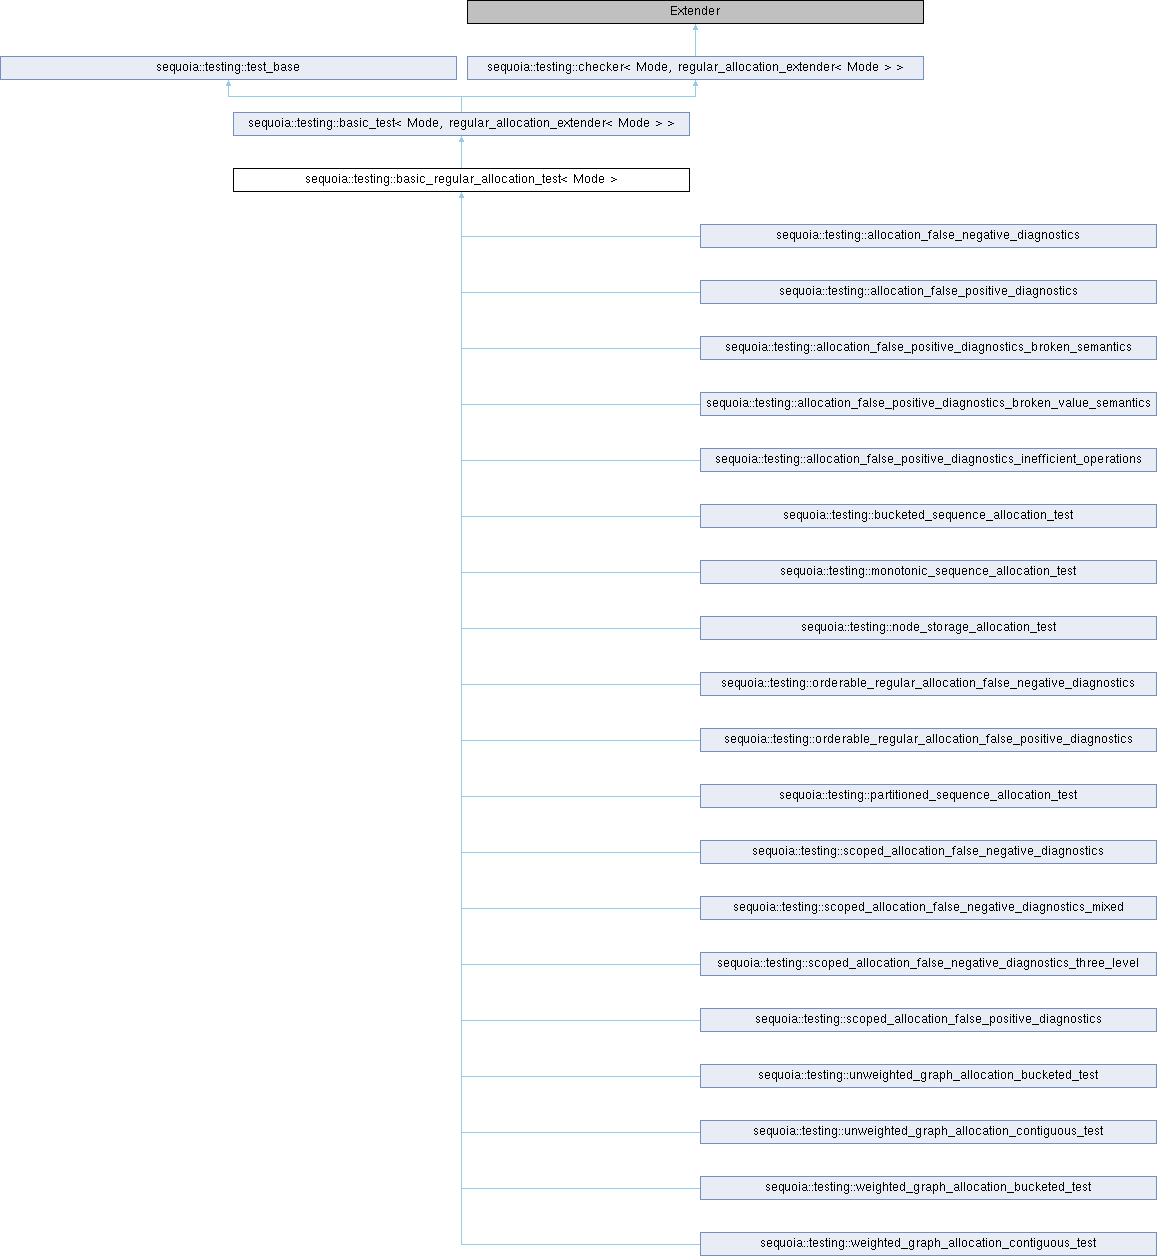 Extender
sequoia::testing::test_base
sequoia::testing::checker< Mode, regular_allocation_extender< Mode > >
sequoia::testing::basic_test< Mode, regular_allocation_extender< Mode > >
sequoia::testing::basic_regular_allocation_test< Mode >
sequoia::testing::allocation_false_negative_diagnostics
sequoia::testing::allocation_false_positive_diagnostics
sequoia::testing::allocation_false_positive_diagnostics_broken_semantics
sequoia::testing::allocation_false_positive_diagnostics_broken_value_semantics
sequoia::testing::allocation_false_positive_diagnostics_inefficient_operations
sequoia::testing::bucketed_sequence_allocation_test
sequoia::testing::monotonic_sequence_allocation_test
sequoia::testing::node_storage_allocation_test
sequoia::testing::orderable_regular_allocation_false_negative_diagnostics
sequoia::testing::orderable_regular_allocation_false_positive_diagnostics
sequoia::testing::partitioned_sequence_allocation_test
sequoia::testing::scoped_allocation_false_negative_diagnostics
sequoia::testing::scoped_allocation_false_negative_diagnostics_mixed
sequoia::testing::scoped_allocation_false_negative_diagnostics_three_level
sequoia::testing::scoped_allocation_false_positive_diagnostics
sequoia::testing::unweighted_graph_allocation_bucketed_test
sequoia::testing::unweighted_graph_allocation_contiguous_test
sequoia::testing::weighted_graph_allocation_bucketed_test
sequoia::testing::weighted_graph_allocation_contiguous_test